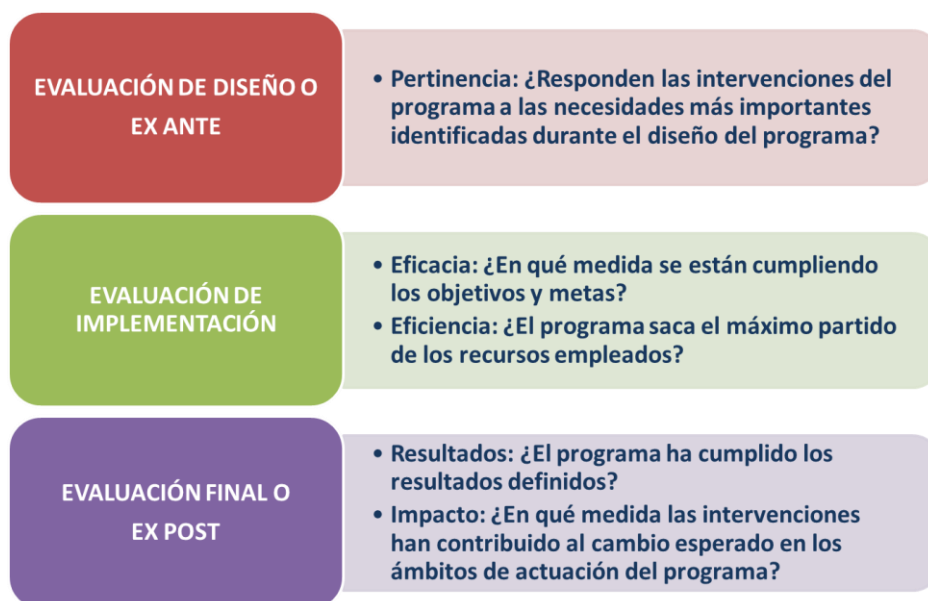 EVALUACIÓN DE DISEÑO O
EX ANTE
• Pertinencia: ¿Responden las intervenciones del
programa a las necesidades más importantes
identificadas durante el diseño del programa?
EVALUACIÓN DE
IMPLEMENTACIÓN
• Eficacia: ¿En qué medida se están cumpliendo
los objetivos y metas?
• Eficiencia: ¿El programa saca el máximo partido
de los recursos empleados?
EVALUACIÓN FINAL O
EX POST
• Resultados: ¿El programa ha cumplido los
resultados definidos?
• Impacto: ¿En qué medida las intervenciones
han contribuido al cambio esperado en los
ámbitos de actuación del programa?